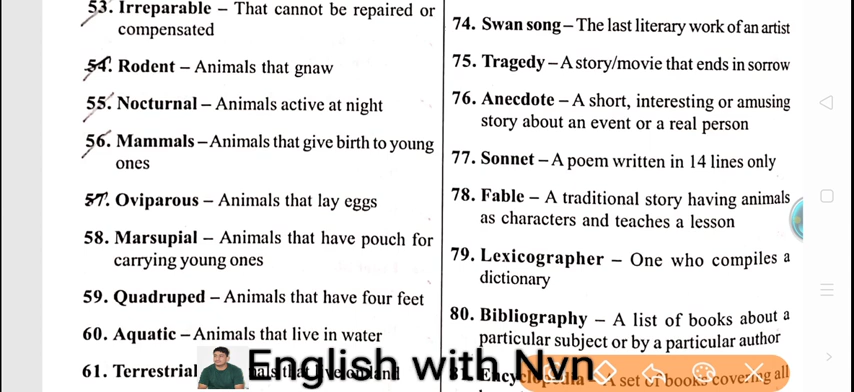 53. Irreparable – That cannot be repaired or
compensated
54. Rodent – Animals that gnaw
55. Nocturnal – Animals active at night
56. Mammals – Animals that give birth to young
ones
57. Oviparous – Animals that lay eggs
58. Marsupial – Animals that have pouch for
carrying young ones
59. Quadruped – Animals that have four feet
60. Aquatic – Animals that live in water
61. Terrestrial
74. Swan song – The last literary work of an artist
75. Tragedy – A story/movie that ends in sorrow
76. Anecdote – A short, interesting or amusing
story about an event or a real person
77. Sonnet – A poem written in 14 lines only
78. Fable – A traditional story having animals
as characters and teaches a lesson
79. Lexicographer – One who compiles a
dictionary
80. Bibliography – A list of books about a
particular subject or by a particular author
A set of books covering all
English with Nvn